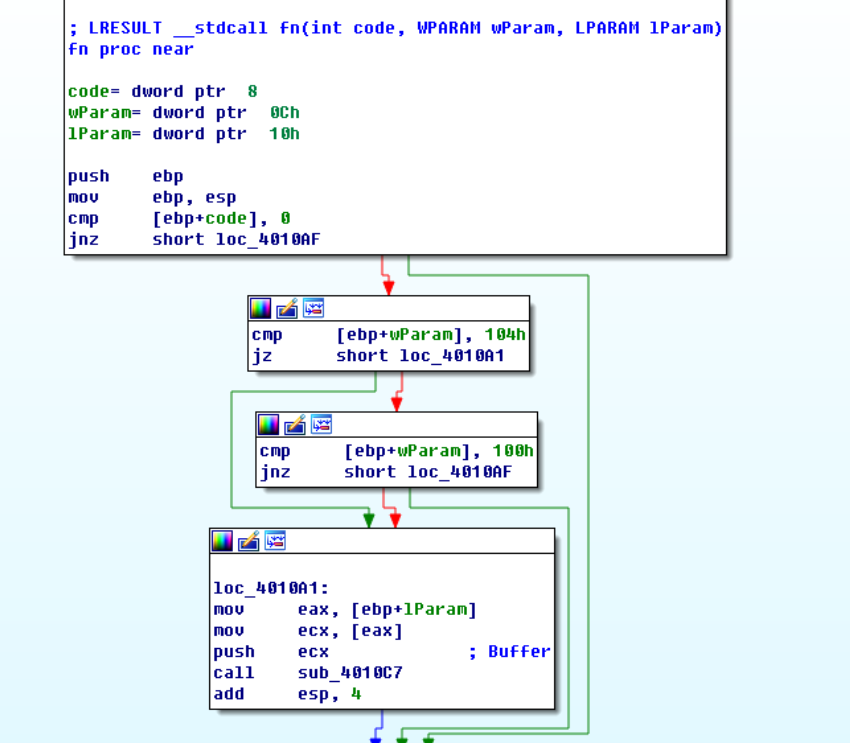 ; LRESULT __stdcall fn(int code, WPARAM wParam, LPARAM lParam)
fn proc near
code= dword ptr  8
wParam= dword ptr  0Ch
lParam= dword ptr  10h
push    ebp
mov     ebp, esp
cmp     [ebp+code], 0
jnz     short loc_4010AF
cmp     [ebp+wParam], 104h
jz      short loc_4010A1
cmp     [ebp+wParam], 100h
jnz     short loc_4010AF
loc_4010A1:
mov     eax, [ebp+lParam]
mov     ecx, [eax]
push    ecx             ; Buffer
call    sub_4010C7
add     esp, 4